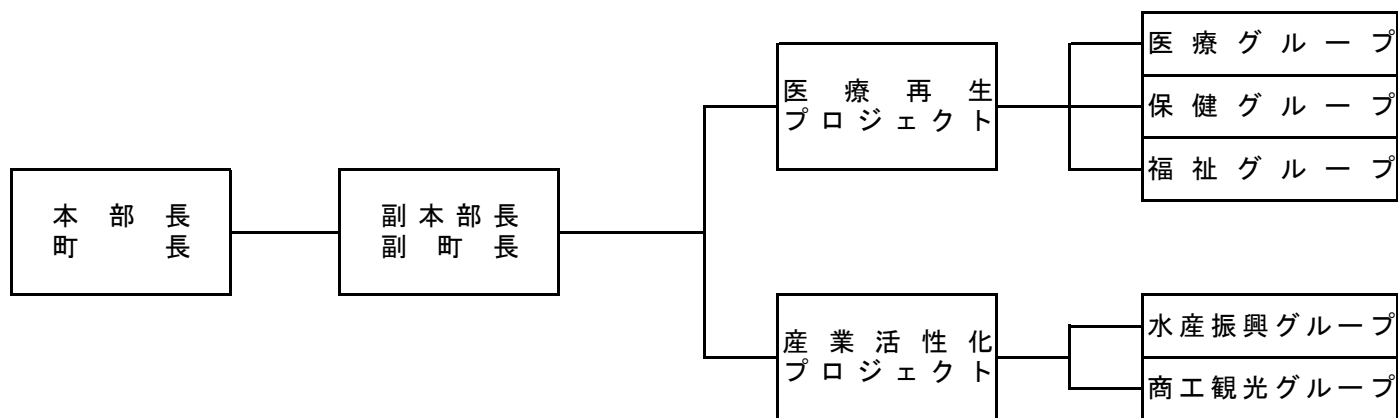 本部長
町長
副本部長
副町長
医療再生
プロジェクト
医療グループ
保健グループ
福祉グループ
産業活性化
プロジェクト
水産振興グループ
商工観光グループ